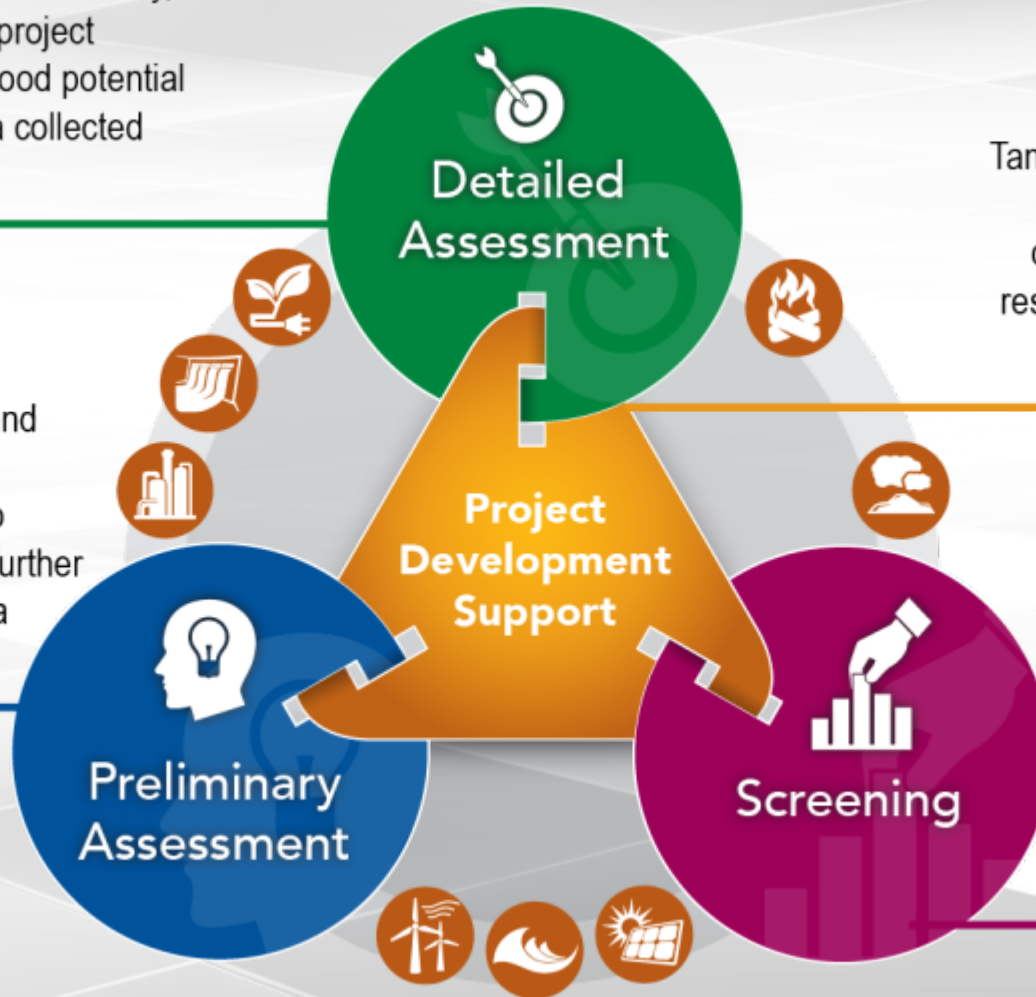 project
ood potential
collected
Detailed
Assessment
Tan
res
nd
urther
Project
Development
Support
Preliminary
Assessment
Screening